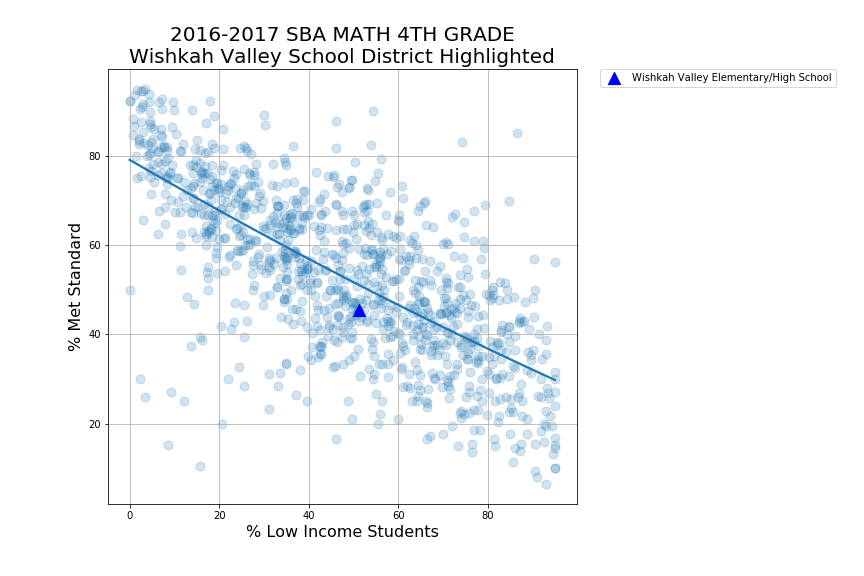 2016-2017 SBA MATH 4TH GRADE
Wishkah Valley School District Highlighted
Wishkah Valley Elementary/High School
% Met Standard
80
60
40
20
0
20
40
60
80
% Low Income Students